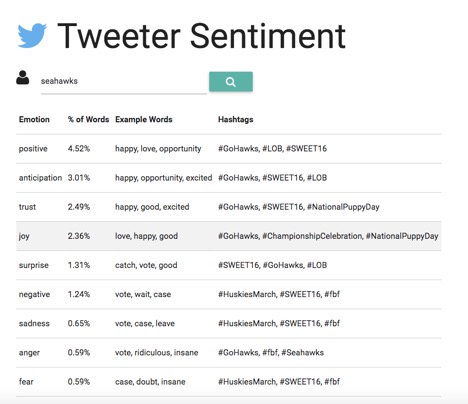 Tweeter Sentiment
seahawks
Emotion % of Words Example Words Hashtags
positive 4.52% happy, love, opportunity #GoHawks, #LOB, #SWEET16
anticipation 3.01% happy, opportunity, excited #GoHawks, #SWEET16, #LOB
trust 2.49% happy, good, excited #GoHawks, #SWEET16, #NationalPuppyDay
joy 2.36% love, happy, good #GoHawks, #ChampionshipCelebration, #NationalPuppyDay
surprise 1.31% catch, vote, good #SWEET16, #GoHawks, #LOB
negative 1.24% vote, wait, case #HuskiesMarch, #SWEET16, #fbf
sadness 0.65% vote, case, leave #HuskiesMarch, #SWEET16, #fbf
anger 0.59% vote, ridiculous, insane #GoHawks, #fbf, #Seahawks
fear 0.59% case, doubt, insane #HuskiesMarch, #SWEET16, #fbf